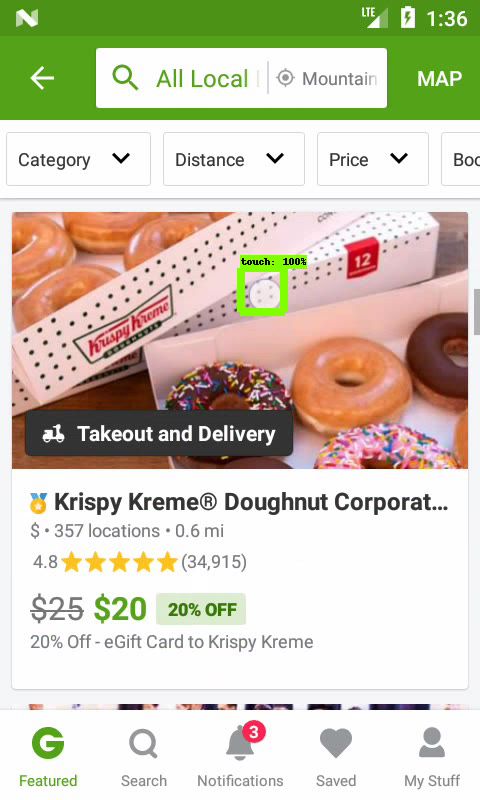 LTE 1:36
All Local Mountain MAP
Category Distance Price Boo
CON
12
touch: 100%
Krispy Kreme
DOUGHNUTS
Takeout and Delivery
Krispy Kreme® Doughnut Corporat...
$ • 357 locations • 0.6 mi
4.8 (34,915)
$25 $20 20% OFF
20% Off - eGift Card to Krispy Kreme
3
Featured Search Notifications Saved My Stuff